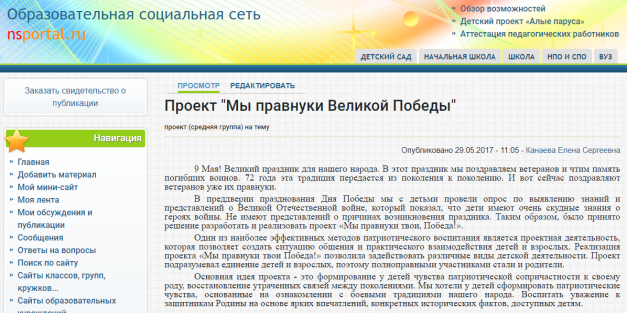 Образовательная социальная сеть
nsportal.ru
Обзор возможностей
Детский проект «Алые паруса»
Аттестация педагогических работников
ДЕТСКИЙ САД НАЧАЛЬНАЯ ШКОЛА ШКОЛА НПО И СПО ВУЗ
Заказать свидетельство о
публикации
Навигация
Главная
Добавить материал
Мой мини-сайт
Моя лента
Мои обсуждения и
публикации
Сообщения
Ответы на вопросы
Поиск по сайту
Сайты классов, групп,
кружков...
Сайты образовательных
учреждений
ПРОСМОТР РЕДАКТИРОВАТЬ
Проект "Мы правнуки Великой Победы"
проект (средняя группа) на тему
Опубликовано 29.05.2017 - 11:05 - Канаева Елена Сергеевна
9 Мая! Великий праздник для нашего народа. В этот праздник мы поздравляем ветеранов и чтим память
погибших воинов. 72 года эта традиция передается из поколения к поколению. И вот сейчас поздравляют
ветеранов уже их правнуки.
В преддверии празднования Дня Победы мы с детьми провели опрос по выявлению знаний и
представлений о Великой Отечественной войне, который показал, что дети имеют очень скудные знания о
героях войны. Не имеют представлений о причинах возникновения праздника. Таким образом, было принято
решение разработать и реализовать проект «Мы правнуки твои, Победа!».
Один из наиболее эффективных методов патриотического воспитания является проектная деятельность,
которая позволяет создать ситуацию общения и практического взаимодействия детей и взрослых. Реализация
проекта «Мы правнуки твои Победа!» позволила задействовать различные виды детской деятельности. Проект
подразумевал единение детей и взрослых, поэтому полноправными участниками стали и родители.
Основная идея проекта - это формирование у детей чувства патриотической сопричастности к своему
роду, восстановление утраченных связей между поколениями. Мы хотели у детей сформировать патриотические
чувства, основанные на ознакомлении с боевыми традициями нашего народа. Воспитать уважение к
защитникам Родины на основе ярких впечатлений, конкретных исторических фактов, доступных детям.